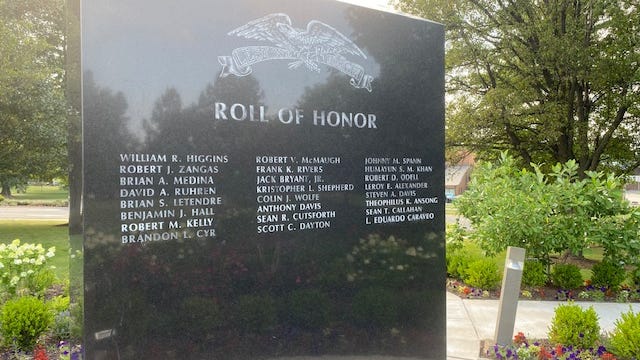 ROLL OF HONOR
WILLIAM R. HIGGINS
ROBERT J. ZANGAS
BRIAN A. MEDINA
DAVID A. RUHREN
BRIAN S. LETENDRE
BENJAMIN J. HALL
ROBERT M. KELLY
BRANDON L. CYR
ROBERT V. McMAUGH
FRANK K. RIVERS
JACK BRYANT, JR.
KRISTOPHER L. SHEPHERD
COLIN J. WOLFE
ANTHONY DAVIS
SEAN R. CUTSFORTH
SCOTT C. DAYTON
JOHNNY M. SPANN
HUMAYUN S. M. KHAN
ROBERT D. ODELL
LEROY E. ALEXANDER
STEVEN A. DAVIS
THEOPHILUS K. ANSONG
SEAN T. CALLAHAN
L. EDUARDO CARAVEO